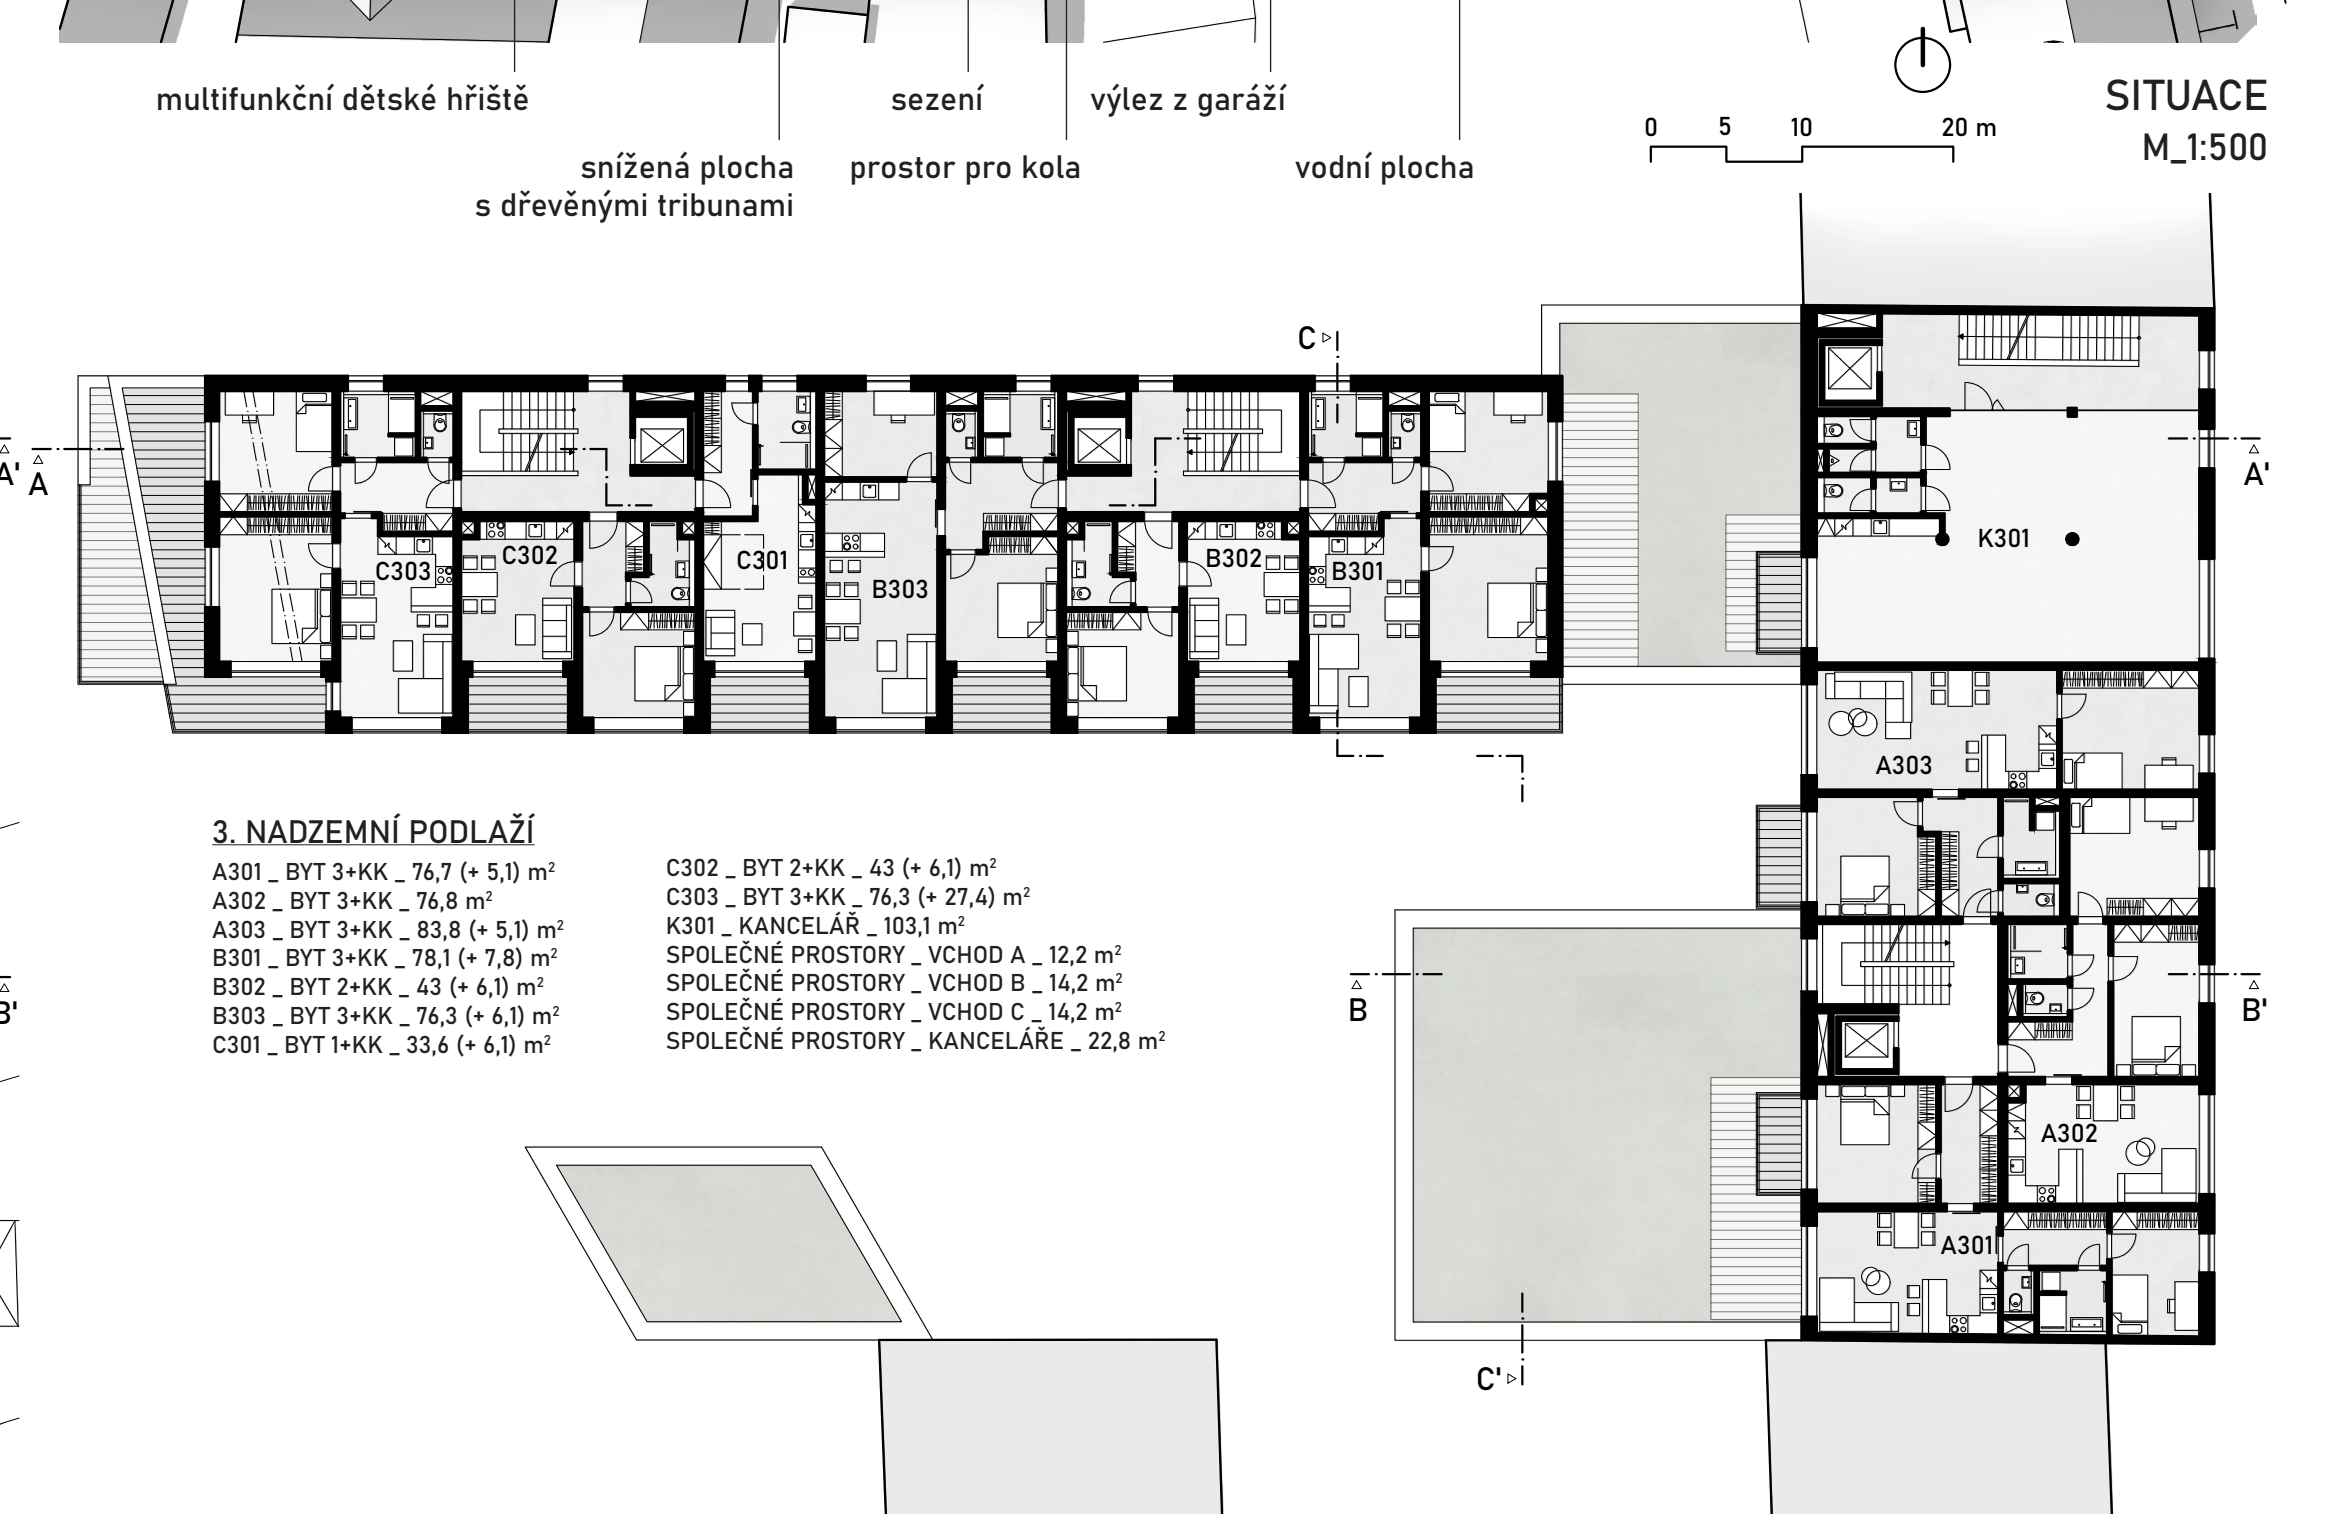 multifunkční dětské hřiště
sezení
výlez z garáží
snížená plocha
s dřevěnými tribunami
prostor pro kola
vodní plocha
0 5 10 20 m
SITUACE
M_1:500
C
A'
A
A'
C303
C302
C301
B303
B302
B301
K301
A303
A302
A301
B'
B
B'
C'
3. NADZEMNÍ PODLAŽÍ
A301 _ BYT 3+KK _ 76,7 (+ 5,1) m²
A302 _ BYT 3+KK _ 76,8 m²
A303 _ BYT 3+KK _ 83,8 (+ 5,1) m²
B301 _ BYT 3+KK _ 78,1 (+ 7,8) m²
B302 _ BYT 2+KK _ 43 (+ 6,1) m²
B303 _ BYT 3+KK _ 76,3 (+ 6,1) m²
C301 _ BYT 1+KK _ 33,6 (+ 6,1) m²
C302 _ BYT 2+KK _ 43 (+ 6,1) m²
C303 _ BYT 3+KK _ 76,3 (+ 27,4) m²
K301 _ KANCELÁŘ _ 103,1 m²
SPOLEČNÉ PROSTORY _ VCHOD A _ 12,2 m²
SPOLEČNÉ PROSTORY _ VCHOD B _ 14,2 m²
SPOLEČNÉ PROSTORY _ VCHOD C _ 14,2 m²
SPOLEČNÉ PROSTORY _ KANCELÁŘE _ 22,8 m²